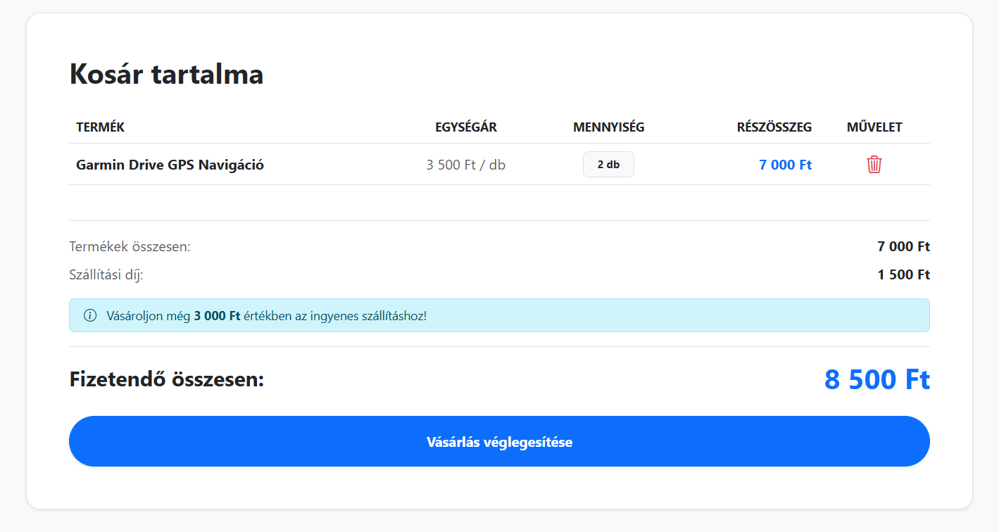 Kosár tartalma
TERMÉK EGYSÉGÁR MENNYISÉG RÉSZÖSSZEG MŰVELET
Garmin Drive GPS Navigáció 3 500 Ft / db 2 db 7 000 Ft
Termékek összesen: 7 000 Ft
Szállítási díj: 1 500 Ft
Vásároljon még 3 000 Ft értékben az ingyenes szállításhoz!
Fizetendő összesen: 8 500 Ft
Vásárlás véglegesítése